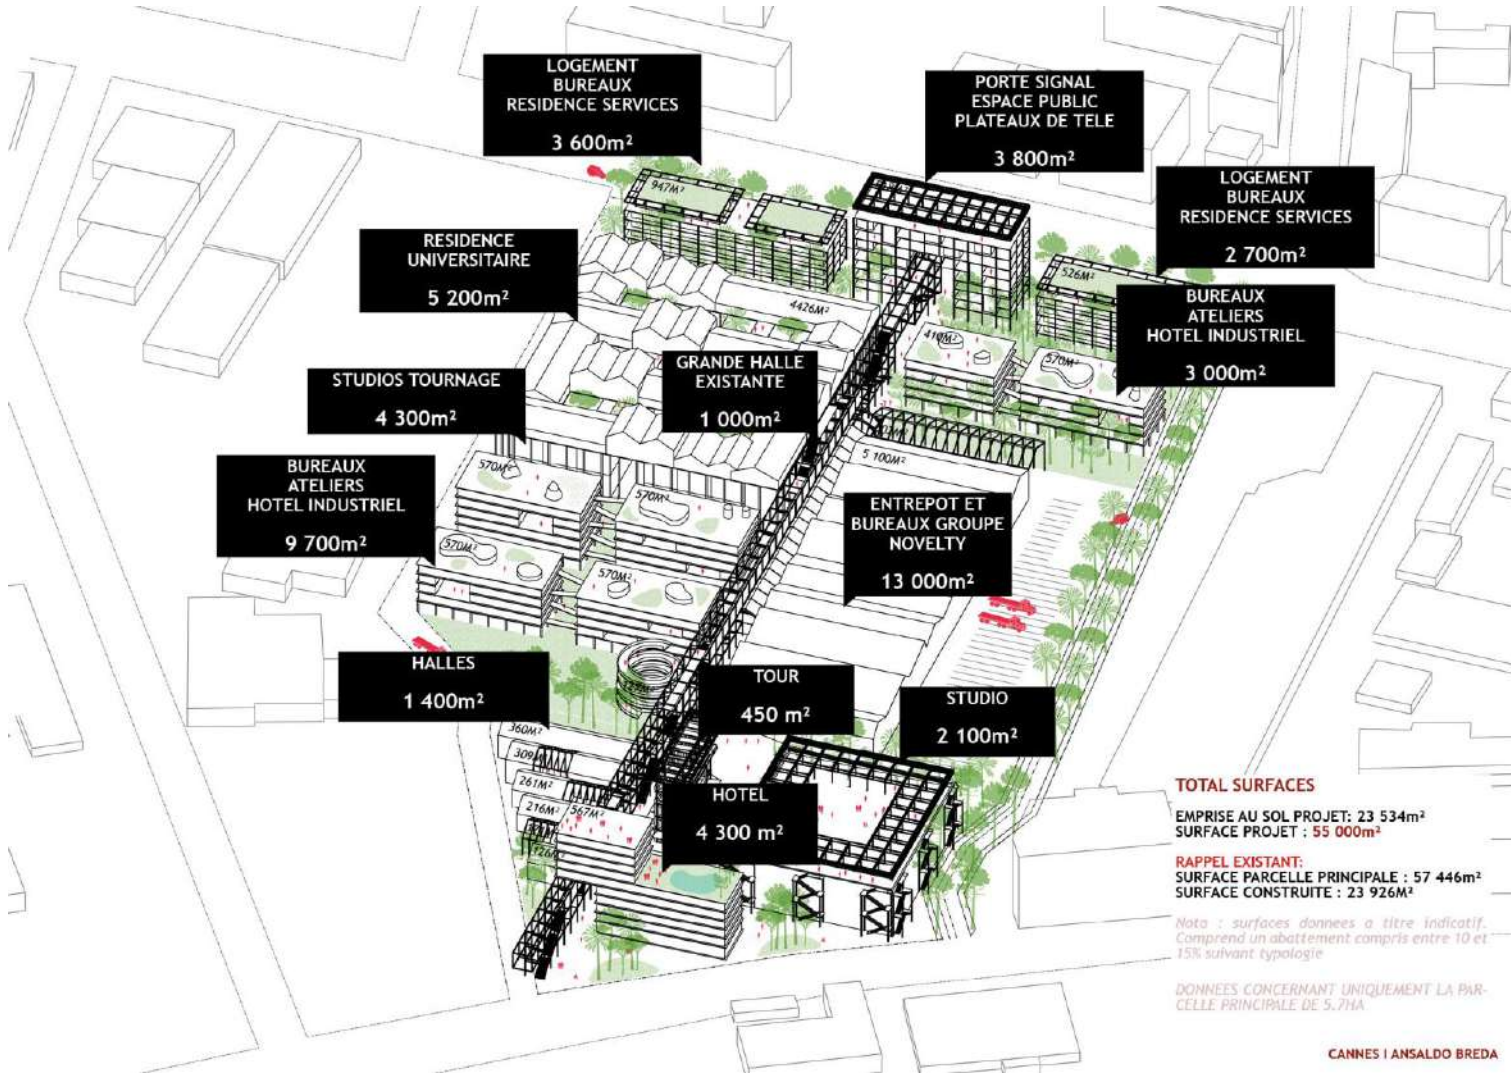 LOGEMENT
BUREAUX
RESIDENCE SERVICES
3 600m²
PORTE SIGNAL
ESPACE PUBLIC
PLATEAUX DE TELE
3 800m²
LOGEMENT
BUREAUX
RESIDENCE SERVICES
2 700m²
947M²
RESIDENCE
UNIVERSITAIRE
5 200m²
526M²
BUREAUX
ATELIERS
HOTEL INDUSTRIEL
3 000m²
4426M²
410M²
570M²
STUDIOS TOURNAGE
4 300m²
GRANDE HALLE
EXISTANTE
1 000m²
5 100M²
BUREAUX
ATELIERS
HOTEL INDUSTRIEL
9 700m²
570M²
570M²
570M²
570M²
ENTREPOT ET
BUREAUX GROUPE
NOVELTY
13 000m²
HALLES
1 400m²
TOUR
450 m²
STUDIO
2 100m²
360M²
309M²
261M²
216M²
567M²
126M²
HOTEL
4 300 m²
TOTAL SURFACES
EMPRISE AU SOL PROJET: 23 534m²
SURFACE PROJET : 55 000m²
RAPPEL EXISTANT:
SURFACE PARCELLE PRINCIPALE : 57 446m²
SURFACE CONSTRUITE : 23 926M²
Nota : surfaces donnees a titre indicatif.
Comprend un abattement compris entre 10 et
15% suivant typologie
DONNEES CONCERNANT UNIQUEMENT LA PAR-
CELLE PRINCIPALE DE 5.7HA
CANNES I ANSALDO BREDA